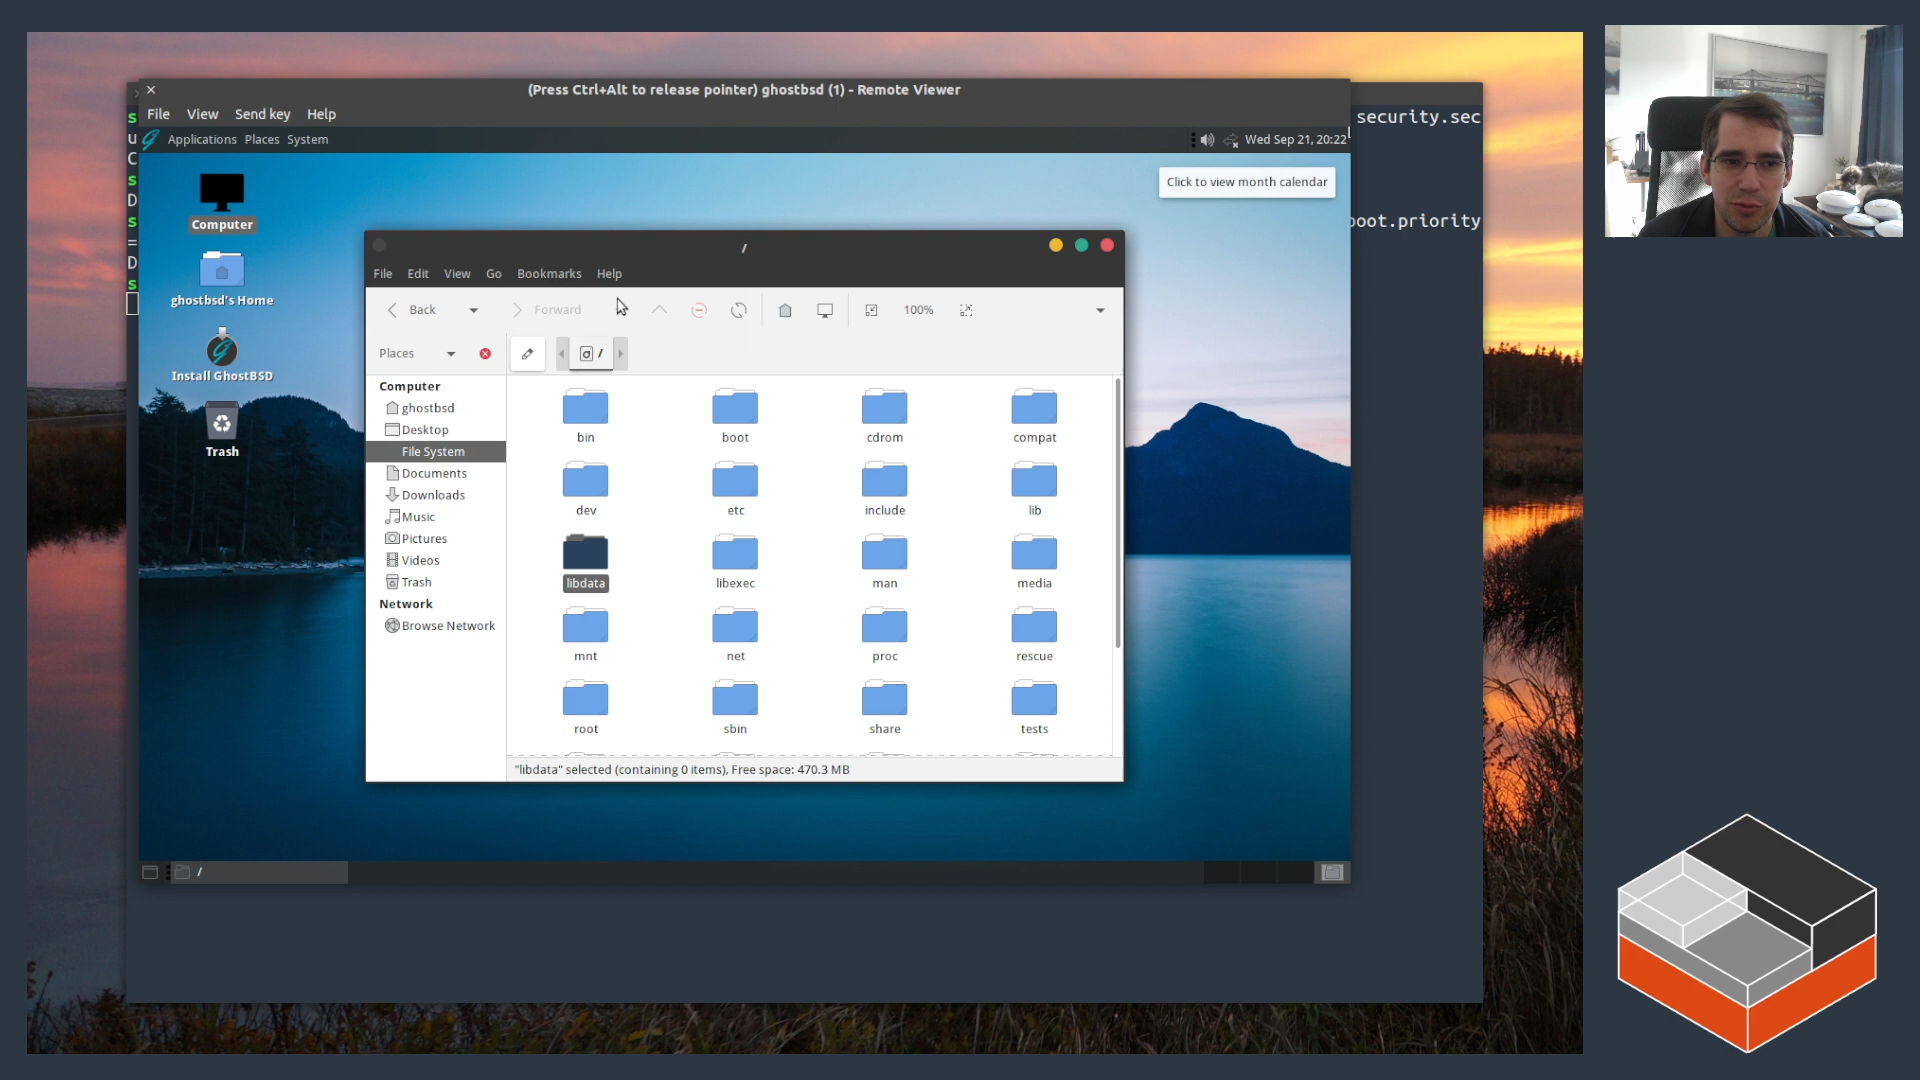 (Press Ctrl+Alt to release pointer) ghostbsd (1) - Remote Viewer
File View Send key Help
s
security.sec
u
Applications Places System
Wed Sep 21, 20:22
C
s
Click to view month calendar
D
s
boot.priority
Computer
=
/
D
File Edit View Go Bookmarks Help
s
ghostbsd's Home
Back
Forward
100%
Places
/
Install GhostBSD
Computer
ghostbsd
Desktop
File System
Documents
Downloads
Music
Pictures
Videos
Trash
Network
Browse Network
Trash
bin boot cdrom compat
dev etc include lib
libdata libexec man media
mnt net proc rescue
root sbin share tests
"libdata" selected (containing 0 items), Free space: 470.3 MB
/